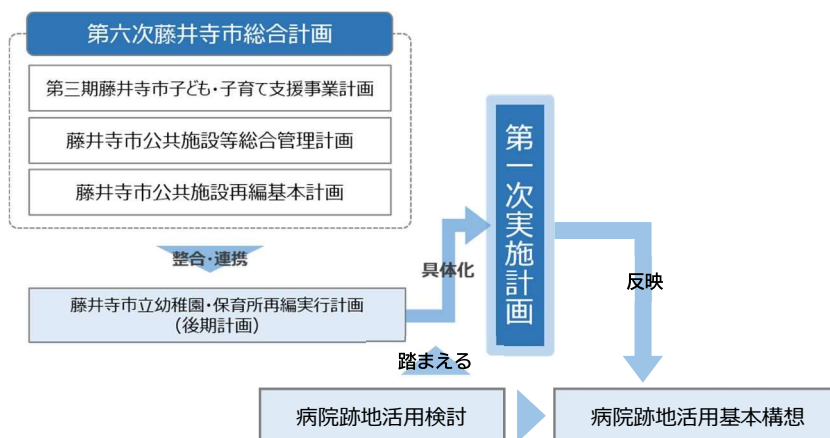 第六次藤井寺市総合計画
第三期藤井寺市子ども・子育て支援事業計画
藤井寺市公共施設等総合管理計画
藤井寺市公共施設再編基本計画
整合・連携
藤井寺市立幼稚園・保育所再編実行計画
(後期計画)
具体化
第一次実施計画
反映
踏まえる
病院跡地活用検討
病院跡地活用基本構想